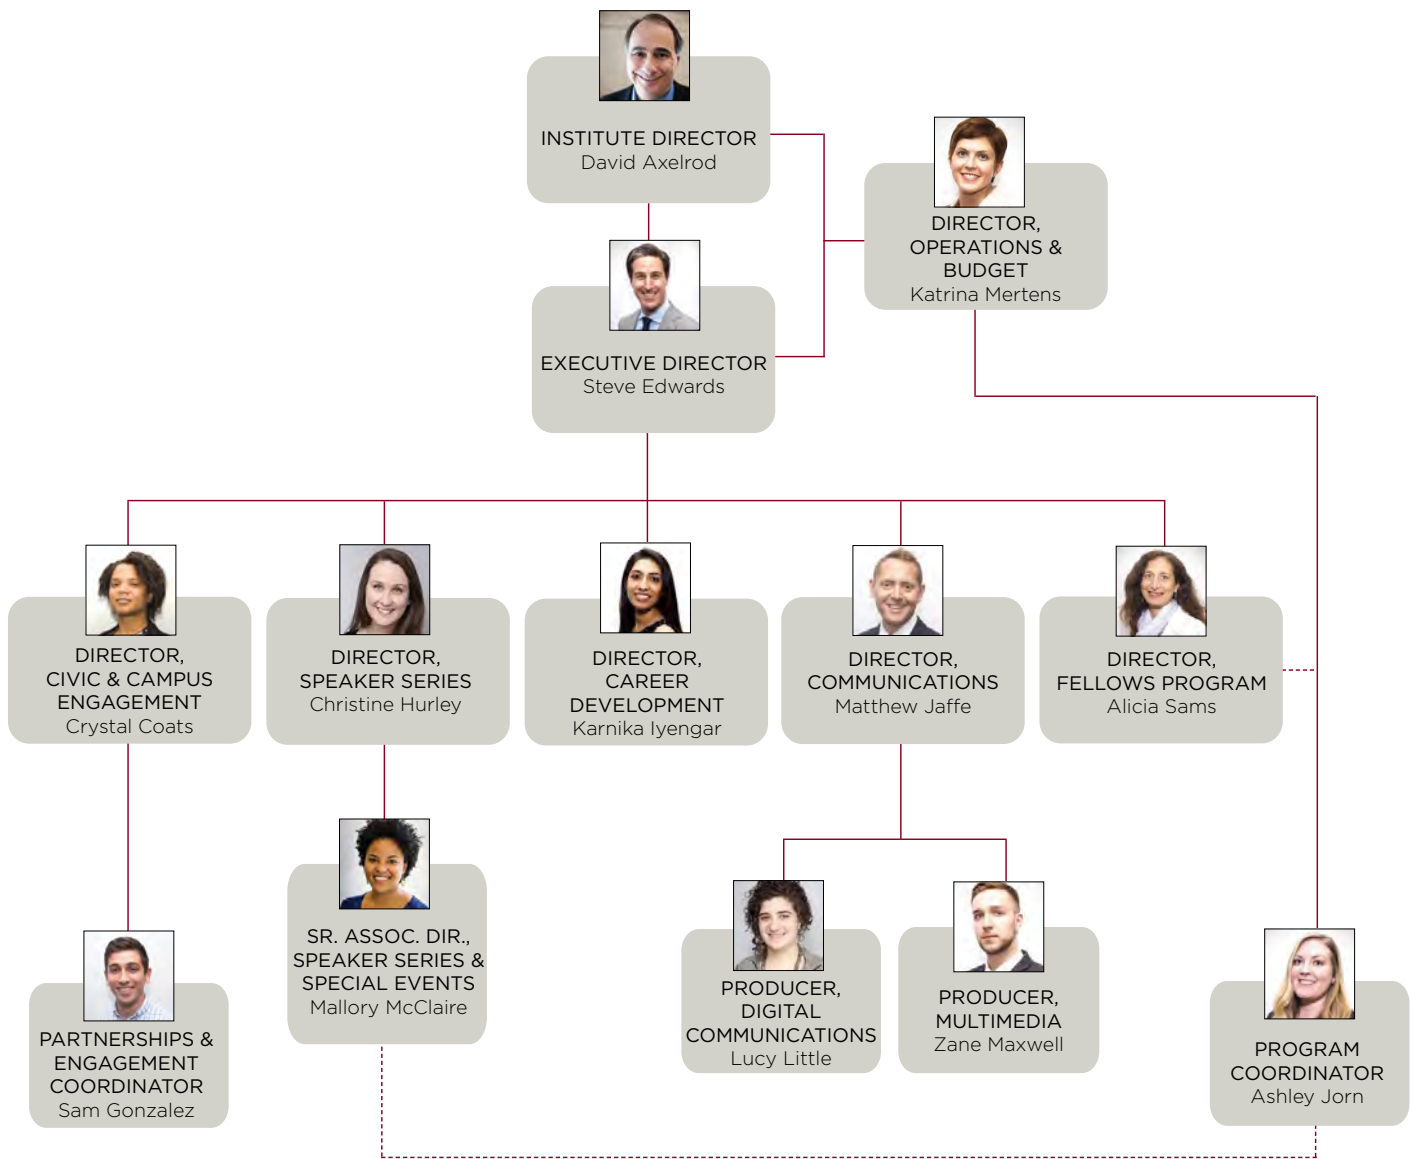 INSTITUTE DIRECTOR
David Axelrod
DIRECTOR,
OPERATIONS &
BUDGET
Katrina Mertens
EXECUTIVE DIRECTOR
Steve Edwards
DIRECTOR,
CIVIC & CAMPUS
ENGAGEMENT
Crystal Coats
DIRECTOR,
SPEAKER SERIES
Christine Hurley
DIRECTOR,
CAREER
DEVELOPMENT
Karnika Iyengar
DIRECTOR,
COMMUNICATIONS
Matthew Jaffe
DIRECTOR,
FELLOWS PROGRAM
Alicia Sams
PARTNERSHIPS &
ENGAGEMENT
COORDINATOR
Sam Gonzalez
SR. ASSOC. DIR.,
SPEAKER SERIES &
SPECIAL EVENTS
Mallory McClaire
PRODUCER,
DIGITAL
COMMUNICATIONS
Lucy Little
PRODUCER,
MULTIMEDIA
Zane Maxwell
PROGRAM
COORDINATOR
Ashley Jorn